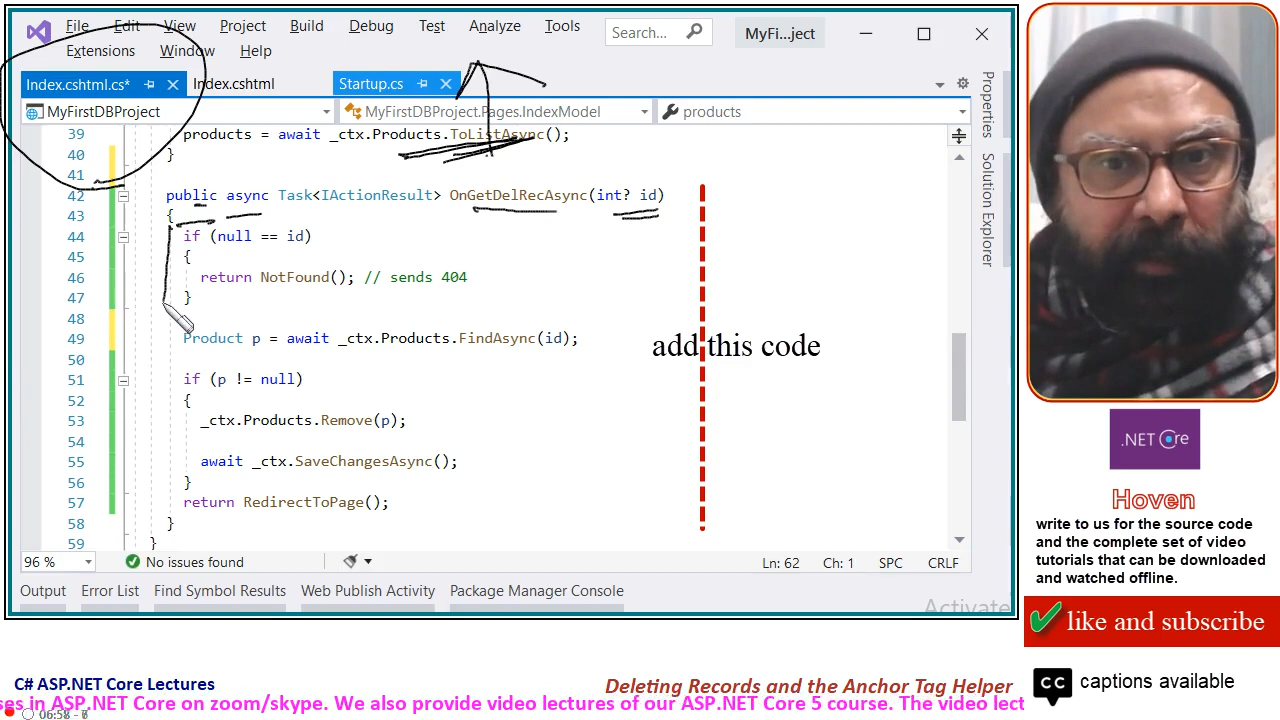 File Edit View Project Build Debug Test Analyze Tools Search... MyFi...ject
Extensions Window Help
Index.cshtml.cs* Index.cshtml Startup.cs
MyFirstDBProject MyFirstDBProject.Pages.IndexModel products
39 products = await _ctx.Products.ToListAsync();
40 }
41
42 public async Task<IActionResult> OnGetDelRecAsync(int? id)
43 {
44 if (null == id)
45 {
46 return NotFound(); // sends 404
47 }
48
49 Product p = await _ctx.Products.FindAsync(id);
50
51 if (p != null)
52 {
53 _ctx.Products.Remove(p);
54
55 await _ctx.SaveChangesAsync();
56 }
57 return RedirectToPage();
58 }
59 }
add this code
96 % No issues found Ln: 62 Ch: 1 SPC CRLF
Output Error List Find Symbol Results Web Publish Activity Package Manager Console
Activate
Properties
Solution Explorer
.NET Core
Hoven
write to us for the source code
and the complete set of video
tutorials that can be downloaded
and watched offline.
like and subscribe
CC captions available
C# ASP.NET Core Lectures
Deleting Records and the Anchor Tag Helper
ses in ASP.NET Core on zoom/skype. We also provide video lectures of our ASP.NET Core 5 course. The video lect